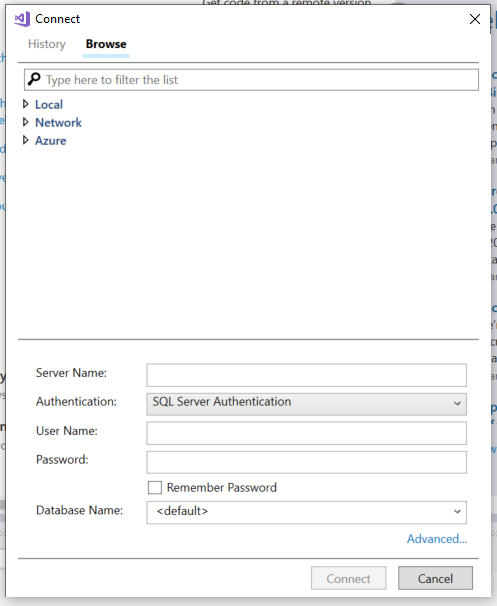 Get code from a remote version
Connect
History Browse
Type here to filter the list
Local
Network
Azure
Server Name:
Authentication: SQL Server Authentication
User Name:
Password:
Remember Password
Database Name: <default>
Advanced...
Connect Cancel